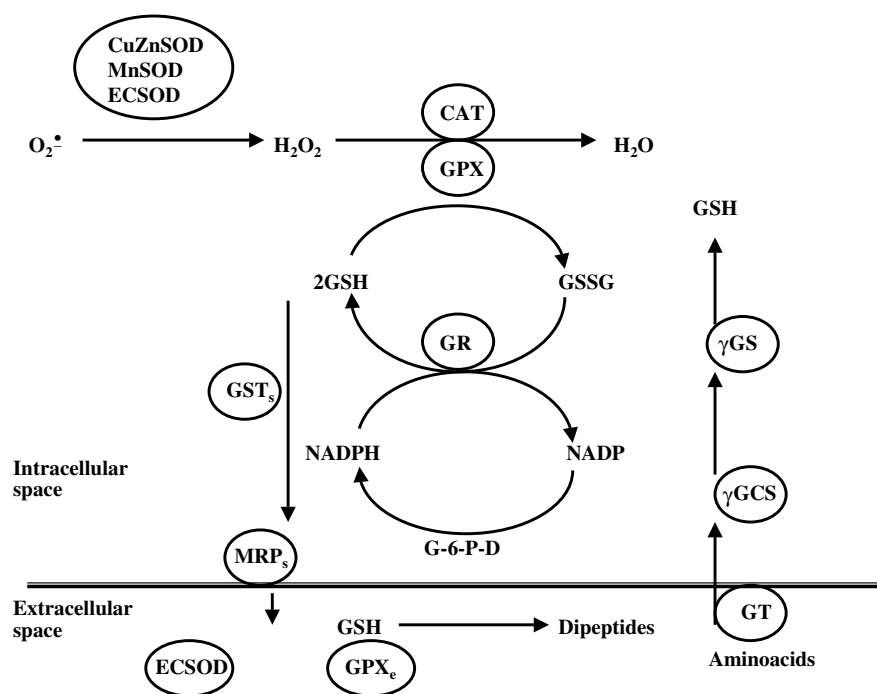 CuZnSOD
MnSOD
ECSOD
CAT
O₂•̲
H₂O₂
H₂O
GPX
GSH
2GSH
GSSG
GR
γGS
GSTₛ
NADPH
NADP
Intracellular
space
γGCS
G-6-P-D
MRPₛ
Extracellular
space
GSH
Dipeptides
GT
ECSOD
GPXₑ
Aminoacids